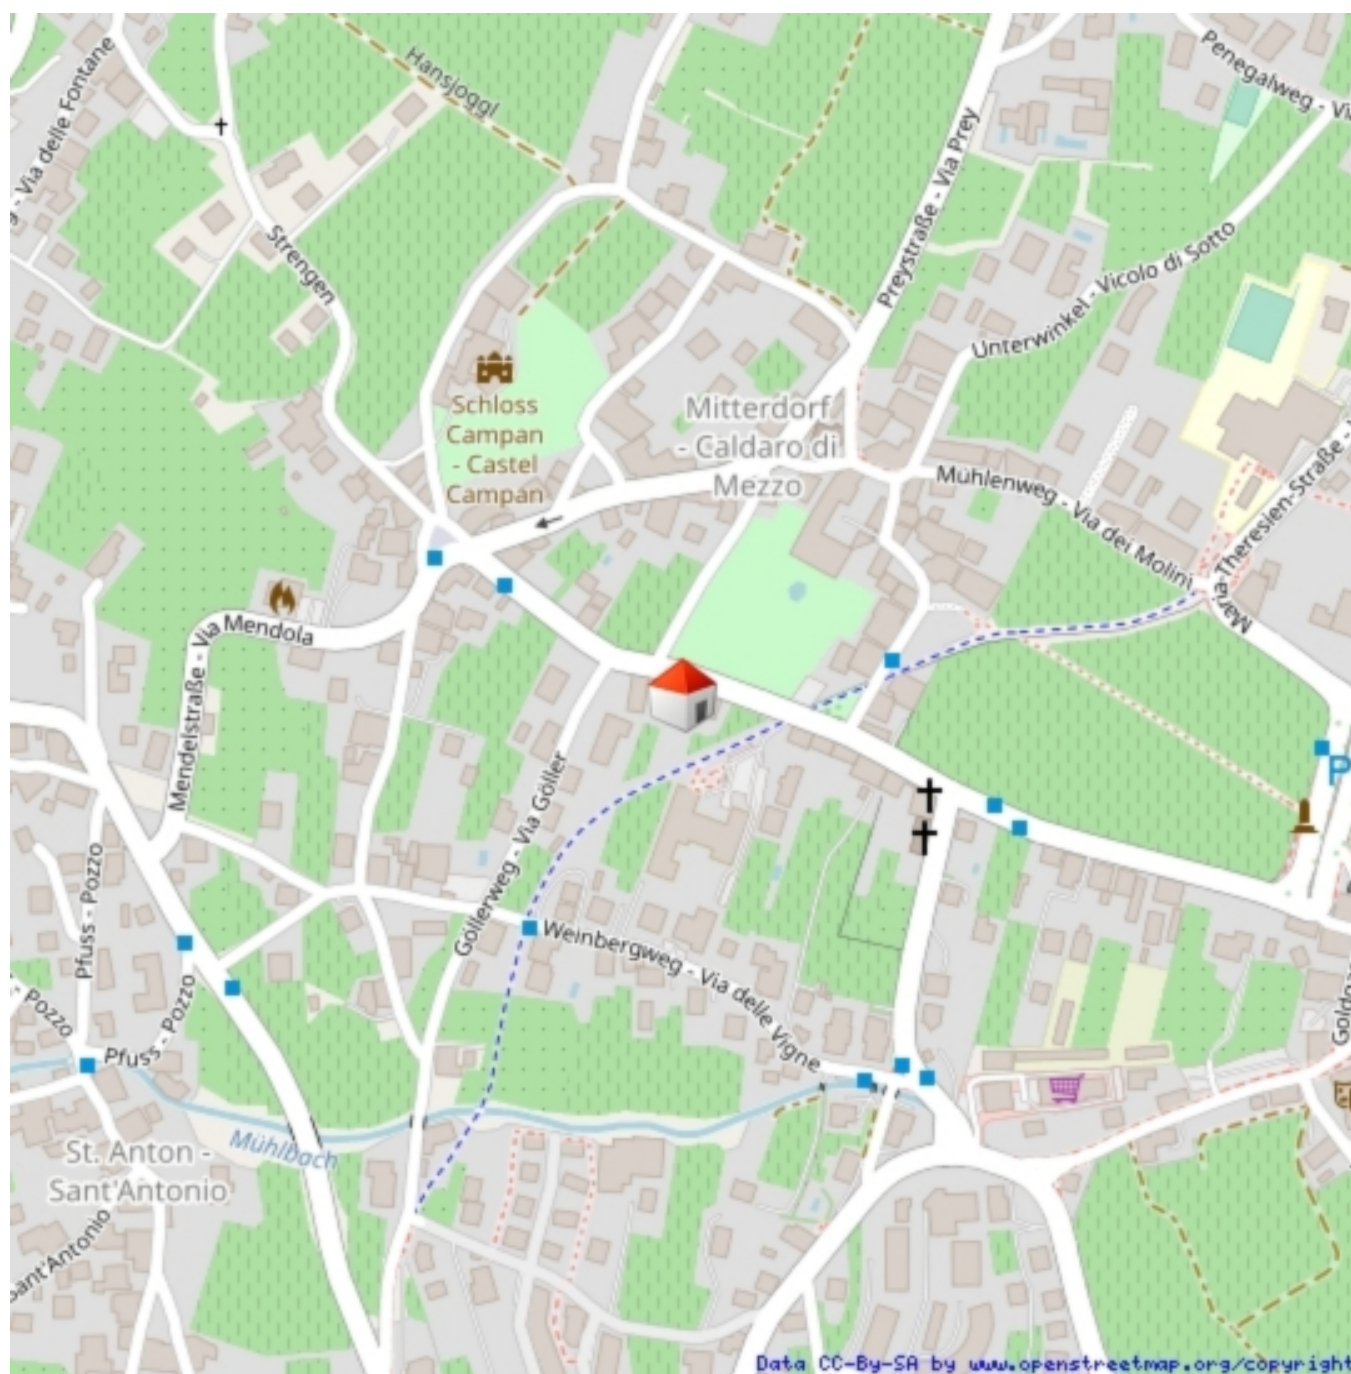 Hansjoggl
Penegalweg - Vi
g - Via delle Fontane
Preystraße - Via Prey
Strengen
Unterwinkel - Vicolo di Sotto
Schloss
Campan
- Castel
Campan
Mitterdorf
- Caldaro di
Mezzo
Mühlenweg - Via dei Molini
Maria-Theresien-Straße -
Mendelstraße - Via Mendola
P
Göllerweg - Via Göller
Pfuss - Pozzo
Weinbergweg - Via delle Vigne
- Pozzo
Pfuss - Pozzo
Mühlbach
St. Anton -
Sant'Antonio
Sant'Antonio
Data CC-By-SA by www.openstreetmap.org/copyright